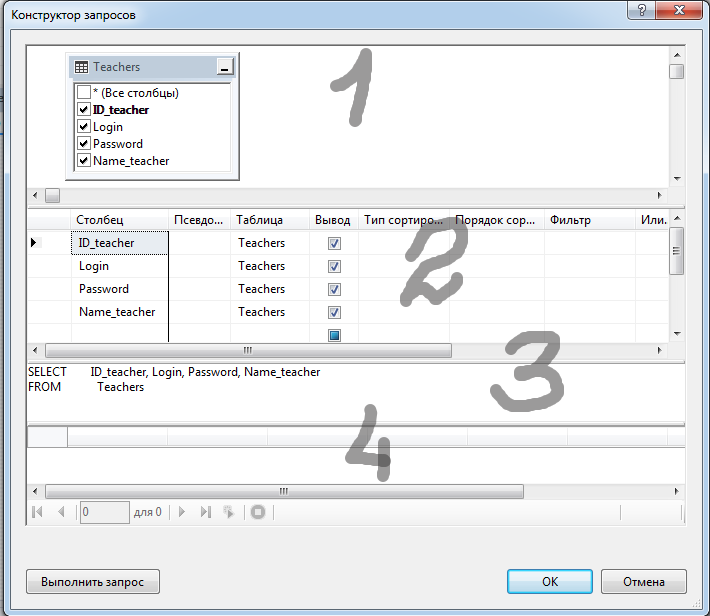 Конструктор запросов
Teachers
* (Все столбцы)
ID_teacher
Login
Password
Name_teacher
1
Столбец Псевдо... Таблица Вывод Тип сортиро... Порядок сор... Фильтр Или...
ID_teacher Teachers
Login Teachers
Password Teachers
Name_teacher Teachers
2
SELECT ID_teacher, Login, Password, Name_teacher
FROM Teachers
3
4
0 для 0
Выполнить запрос ОК Отмена